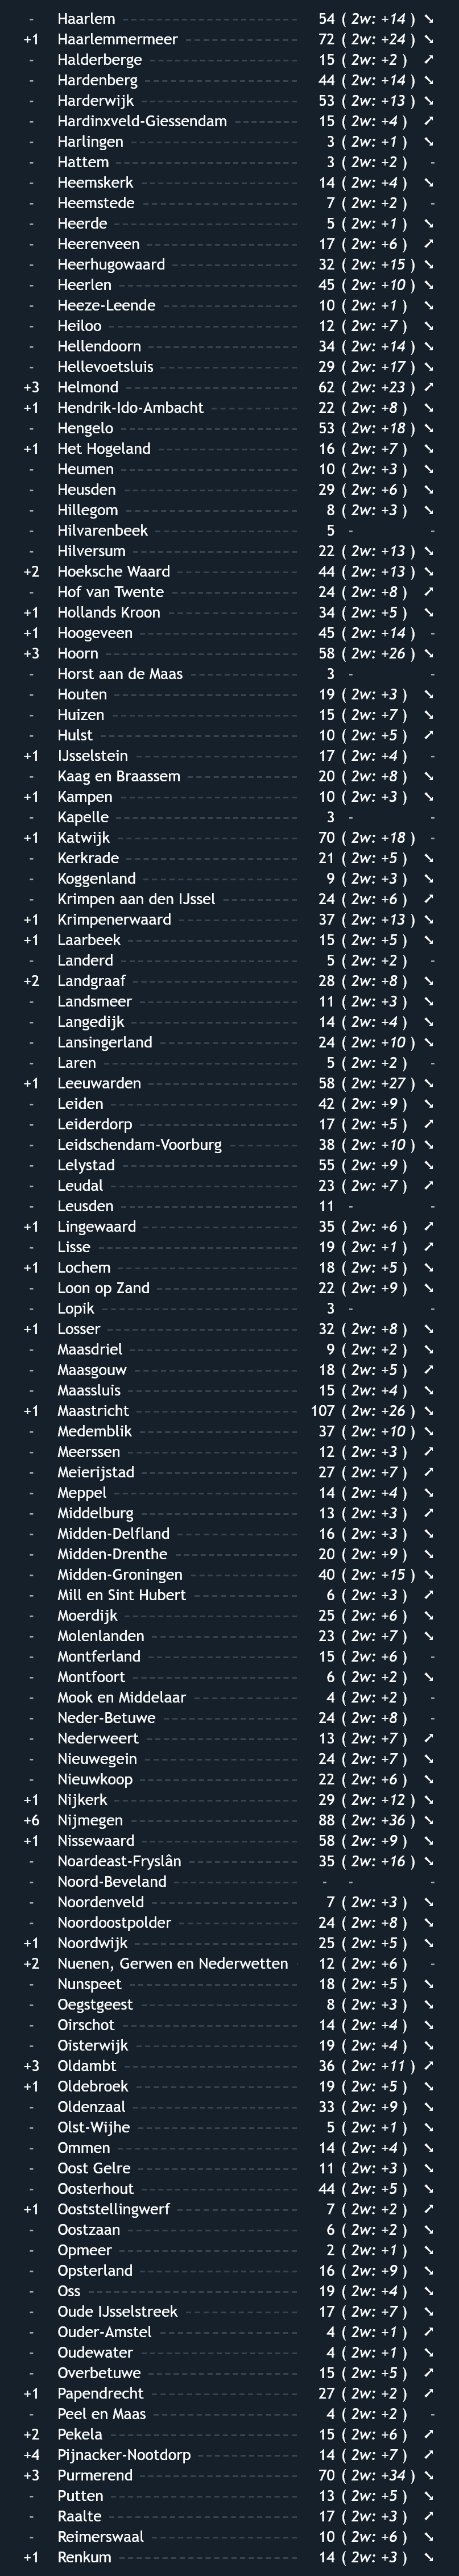 - Haarlem 54 ( 2w: +14 ) ↘
+1 Haarlemmermeer 72 ( 2w: +24 ) ↘
- Halderberge 15 ( 2w: +2 ) ↗
- Hardenberg 44 ( 2w: +14 ) ↘
- Harderwijk 53 ( 2w: +13 ) ↘
- Hardinxveld-Giessendam 15 ( 2w: +4 ) ↗
- Harlingen 3 ( 2w: +1 ) ↘
- Hattem 3 ( 2w: +2 ) -
- Heemskerk 14 ( 2w: +4 ) ↘
- Heemstede 7 ( 2w: +2 ) -
- Heerde 5 ( 2w: +1 ) ↘
- Heerenveen 17 ( 2w: +6 ) ↗
- Heerhugowaard 32 ( 2w: +15 ) ↘
- Heerlen 45 ( 2w: +10 ) ↘
- Heeze-Leende 10 ( 2w: +1 ) ↘
- Heiloo 12 ( 2w: +7 ) ↘
- Hellendoorn 34 ( 2w: +14 ) ↘
- Hellevoetsluis 29 ( 2w: +17 ) ↘
+3 Helmond 62 ( 2w: +23 ) ↗
+1 Hendrik-Ido-Ambacht 22 ( 2w: +8 ) ↘
- Hengelo 53 ( 2w: +18 ) ↘
+1 Het Hogeland 16 ( 2w: +7 ) ↘
- Heumen 10 ( 2w: +3 ) ↘
- Heusden 29 ( 2w: +6 ) ↘
- Hillegom 8 ( 2w: +3 ) ↘
- Hilvarenbeek 5 - -
- Hilversum 22 ( 2w: +13 ) ↘
+2 Hoeksche Waard 44 ( 2w: +13 ) ↘
- Hof van Twente 24 ( 2w: +8 ) ↗
+1 Hollands Kroon 34 ( 2w: +5 ) ↘
+1 Hoogeveen 45 ( 2w: +14 ) -
+3 Hoorn 58 ( 2w: +26 ) ↘
- Horst aan de Maas 3 - -
- Houten 19 ( 2w: +3 ) ↘
- Huizen 15 ( 2w: +7 ) ↘
- Hulst 10 ( 2w: +5 ) ↗
+1 IJsselstein 17 ( 2w: +4 ) -
- Kaag en Braassem 20 ( 2w: +8 ) ↘
+1 Kampen 10 ( 2w: +3 ) ↘
- Kapelle 3 - -
+1 Katwijk 70 ( 2w: +18 ) -
- Kerkrade 21 ( 2w: +5 ) ↘
- Koggenland 9 ( 2w: +3 ) ↘
- Krimpen aan den IJssel 24 ( 2w: +6 ) ↗
+1 Krimpenerwaard 37 ( 2w: +13 ) ↘
+1 Laarbeek 15 ( 2w: +5 ) ↘
- Landerd 5 ( 2w: +2 ) -
+2 Landgraaf 28 ( 2w: +8 ) ↘
- Landsmeer 11 ( 2w: +3 ) ↘
- Langedijk 14 ( 2w: +4 ) ↘
- Lansingerland 24 ( 2w: +10 ) ↘
- Laren 5 ( 2w: +2 ) -
+1 Leeuwarden 58 ( 2w: +27 ) ↘
- Leiden 42 ( 2w: +9 ) ↘
- Leiderdorp 17 ( 2w: +5 ) ↗
- Leidschendam-Voorburg 38 ( 2w: +10 ) ↘
- Lelystad 55 ( 2w: +9 ) ↘
- Leudal 23 ( 2w: +7 ) ↗
- Leusden 11 - -
+1 Lingewaard 35 ( 2w: +6 ) ↗
- Lisse 19 ( 2w: +1 ) ↗
+1 Lochem 18 ( 2w: +5 ) ↘
- Loon op Zand 22 ( 2w: +9 ) ↘
- Lopik 3 - -
+1 Losser 32 ( 2w: +8 ) ↘
- Maasdriel 9 ( 2w: +2 ) ↘
- Maasgouw 18 ( 2w: +5 ) ↗
- Maassluis 15 ( 2w: +4 ) ↘
+1 Maastricht 107 ( 2w: +26 ) ↘
- Medemblik 37 ( 2w: +10 ) ↘
- Meerssen 12 ( 2w: +3 ) ↗
- Meierijstad 27 ( 2w: +7 ) ↗
- Meppel 14 ( 2w: +4 ) ↘
- Middelburg 13 ( 2w: +3 ) ↗
- Midden-Delfland 16 ( 2w: +3 ) ↘
- Midden-Drenthe 20 ( 2w: +9 ) ↘
- Midden-Groningen 40 ( 2w: +15 ) ↘
- Mill en Sint Hubert 6 ( 2w: +3 ) ↗
- Moerdijk 25 ( 2w: +6 ) ↘
- Molenlanden 23 ( 2w: +7 ) ↘
- Montferland 15 ( 2w: +6 ) -
- Montfoort 6 ( 2w: +2 ) ↘
- Mook en Middelaar 4 ( 2w: +2 ) -
- Neder-Betuwe 24 ( 2w: +8 ) -
- Nederweert 13 ( 2w: +7 ) ↗
- Nieuwegein 24 ( 2w: +7 ) ↘
- Nieuwkoop 22 ( 2w: +6 ) ↘
+1 Nijkerk 29 ( 2w: +12 ) ↘
+6 Nijmegen 88 ( 2w: +36 ) ↘
+1 Nissewaard 58 ( 2w: +9 ) ↘
- Noardeast-Fryslân 35 ( 2w: +16 ) ↘
- Noord-Beveland - - -
- Noordenveld 7 ( 2w: +3 ) ↘
- Noordoostpolder 24 ( 2w: +8 ) ↘
+1 Noordwijk 25 ( 2w: +5 ) ↘
+2 Nuenen, Gerwen en Nederwetten 12 ( 2w: +6 ) -
- Nunspeet 18 ( 2w: +5 ) ↘
- Oegstgeest 8 ( 2w: +3 ) ↘
- Oirschot 14 ( 2w: +4 ) ↘
- Oisterwijk 19 ( 2w: +4 ) ↘
+3 Oldambt 36 ( 2w: +11 ) ↗
+1 Oldebroek 19 ( 2w: +5 ) ↘
- Oldenzaal 33 ( 2w: +9 ) ↘
- Olst-Wijhe 5 ( 2w: +1 ) ↘
- Ommen 14 ( 2w: +4 ) ↘
- Oost Gelre 11 ( 2w: +3 ) ↘
- Oosterhout 44 ( 2w: +5 ) ↘
+1 Ooststellingwerf 7 ( 2w: +2 ) ↗
- Oostzaan 6 ( 2w: +2 ) ↘
- Opmeer 2 ( 2w: +1 ) ↘
- Opsterland 16 ( 2w: +9 ) ↘
- Oss 19 ( 2w: +4 ) ↘
- Oude IJsselstreek 17 ( 2w: +7 ) ↘
- Ouder-Amstel 4 ( 2w: +1 ) ↗
- Oudewater 4 ( 2w: +1 ) ↘
- Overbetuwe 15 ( 2w: +5 ) ↗
+1 Papendrecht 27 ( 2w: +2 ) ↗
- Peel en Maas 4 ( 2w: +2 ) -
+2 Pekela 15 ( 2w: +6 ) ↗
+4 Pijnacker-Nootdorp 14 ( 2w: +7 ) ↗
+3 Purmerend 70 ( 2w: +34 ) ↘
- Putten 13 ( 2w: +5 ) ↘
- Raalte 17 ( 2w: +3 ) ↗
- Reimerswaal 10 ( 2w: +6 ) ↘
+1 Renkum 14 ( 2w: +3 ) ↘